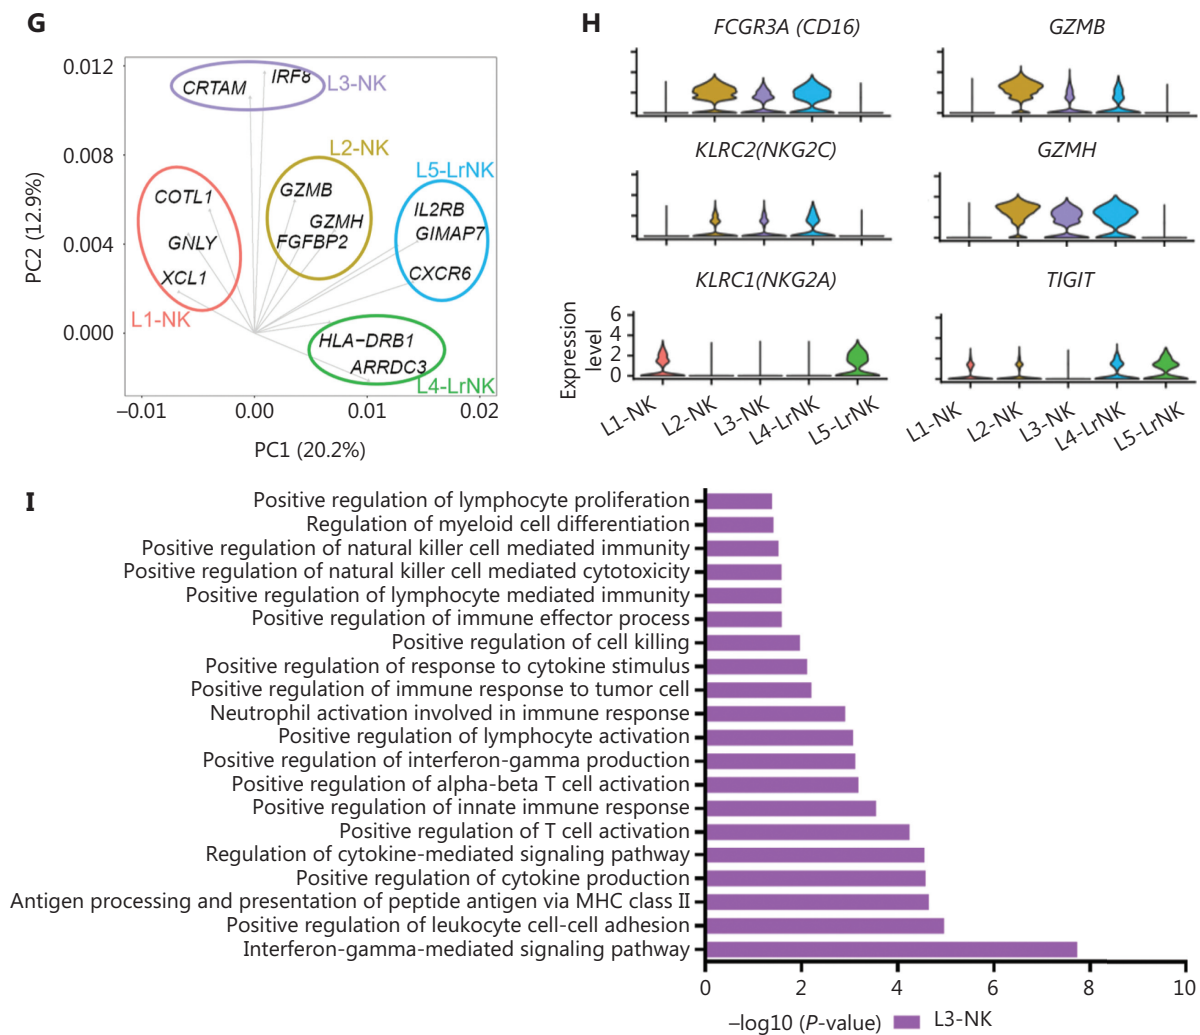 G
0.012
0.008
0.004
0.000
PC2 (12.9%)
CRTAM
IRF8
L3-NK
L2-NK
GZMB
GZMH
FGFBP2
L5-LrNK
IL2RB
GIMAP7
CXCR6
COTL1
GNLY
XCL1
L1-NK
HLA−DRB1
ARRDC3
L4-LrNK
−0.01
0.00
0.01
0.02
PC1 (20.2%)
H
FCGR3A (CD16)
GZMB
KLRC2(NKG2C)
GZMH
KLRC1(NKG2A)
TIGIT
Expression
level
6
4
2
0
L1-NK
L2-NK
L3-NK
L4-LrNK
L5-LrNK
L1-NK
L2-NK
L3-NK
L4-LrNK
L5-LrNK
I
Positive regulation of lymphocyte proliferation
Regulation of myeloid cell differentiation
Positive regulation of natural killer cell mediated immunity
Positive regulation of natural killer cell mediated cytotoxicity
Positive regulation of lymphocyte mediated immunity
Positive regulation of immune effector process
Positive regulation of cell killing
Positive regulation of response to cytokine stimulus
Positive regulation of immune response to tumor cell
Neutrophil activation involved in immune response
Positive regulation of lymphocyte activation
Positive regulation of interferon-gamma production
Positive regulation of alpha-beta T cell activation
Positive regulation of innate immune response
Positive regulation of T cell activation
Regulation of cytokine-mediated signaling pathway
Positive regulation of cytokine production
Antigen processing and presentation of peptide antigen via MHC class II
Positive regulation of leukocyte cell-cell adhesion
Interferon-gamma-mediated signaling pathway
0 2 4 6 8 10
−log10 (P-value) L3-NK